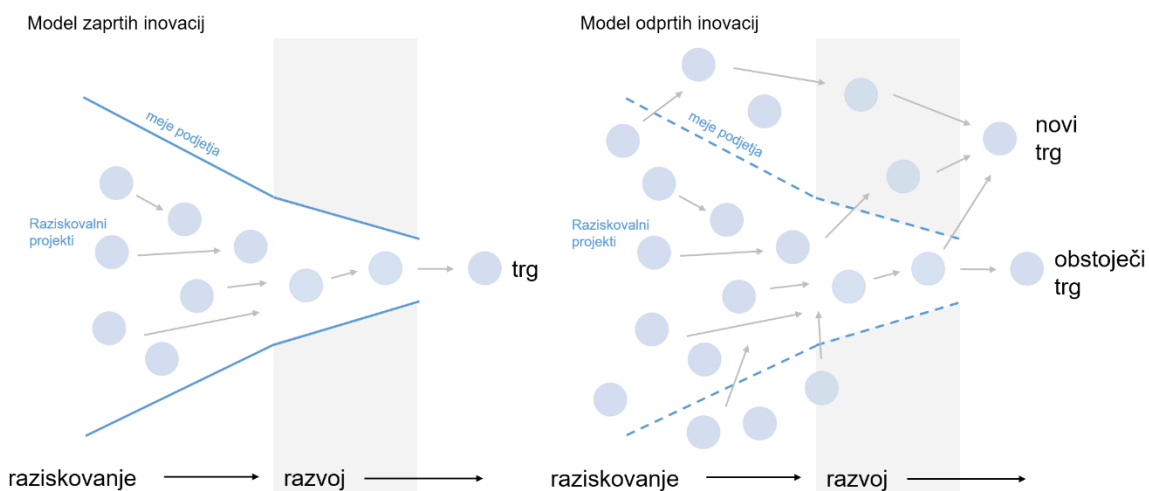 Model zaprtih inovacij
meje podjetja
Raziskovalni
projekti
trg
raziskovanje
razvoj
Model odprtih inovacij
meje podjetja
Raziskovalni
projekti
novi
trg
obstoječi
trg
raziskovanje
razvoj